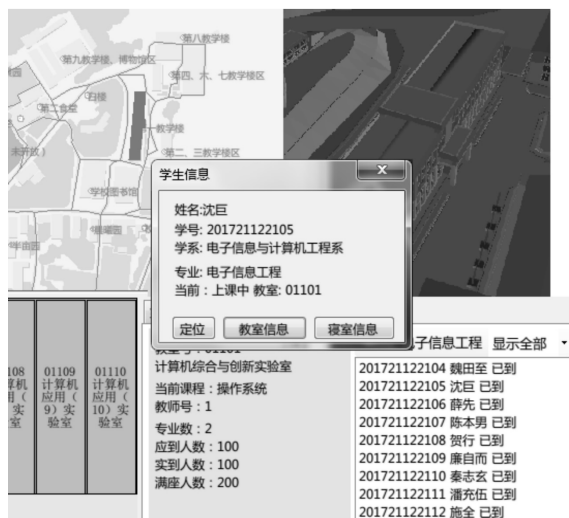 第八教学楼
第九教学楼、博物馆区
第四、六、七教学楼区
石楼
第二食堂
一教学楼
未开放）
第二、三教学楼区
学校图书馆
半亩园
学生信息
x
姓名:沈巨
学号: 201721122105
学系: 电子信息与计算机工程系
专业: 电子信息工程
当前：上课中 教室: 01101
定位
教室信息
寝室信息
01109
计算机
应用（
9）实
验室
01110
计算机
应用（
10）实
验室
教室号：01101
计算机综合与创新实验室
当前课程：操作系统
教师号：1
专业数：2
应到人数：100
实到人数：100
满座人数：200
子信息工程 显示全部
201721122104 魏田至 已到
201721122105 沈巨 已到
201721122106 薛先 已到
201721122107 陈本男 已到
201721122108 贺行 已到
201721122109 廉自而 已到
201721122110 秦志玄 已到
201721122111 潘充伍 已到
201721122112 施全 已到